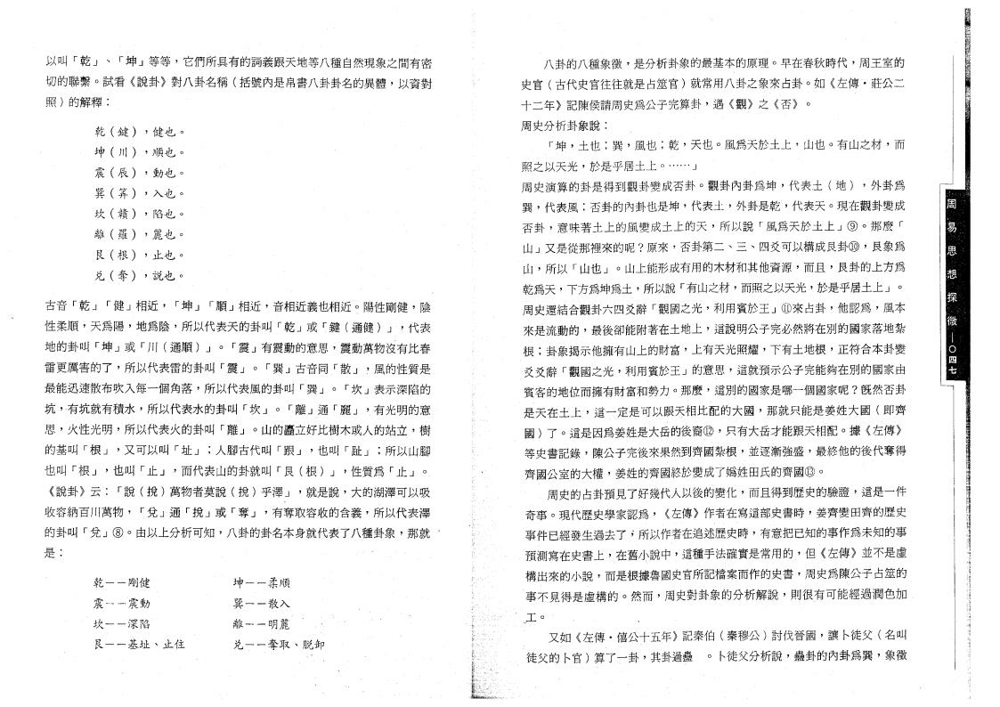 以叫「乾」、「坤」等等，它們所具有的詞義跟天地等八種自然現象之間有密
切的聯繫。試看《說卦》對八卦名稱（括號內是帛書八卦卦名的異體，以資對
照）的解釋：
乾（鍵），健也。
坤（川），順也。
震（辰），動也。
巽（筭），入也。
坎（贛），陷也。
離（羅），麗也。
艮（根），止也。
兌（奪），說也。
古音「乾」「健」相近，「坤」「順」相近，音相近義也相近。陽性剛健，陰
性柔順，天爲陽，地爲陰，所以代表天的卦叫「乾」或「鍵（通健）」，代表
地的卦叫「坤」或「川（通順）」。「震」有震動的意思，震動萬物沒有比春
雷更厲害的了，所以代表雷的卦叫「震」。「巽」古音同「散」，風的性質是
最能迅速散布吹入每一個角落，所以代表風的卦叫「巽」。「坎」表示深陷的
坑，有坑就有積水，所以代表水的卦叫「坎」。「離」通「麗」，有光明的意
思，火性光明，所以代表火的卦叫「離」。山的矗立好比樹木或人的站立，樹
的基叫「根」，又可以叫「址」；人腳古代叫「跟」，也叫「趾」；所以山腳
也叫「根」，也叫「止」，而代表山的卦就叫「艮（根）」，性質爲「止」。
《說卦》云：「說（挩）萬物者莫說（挩）乎澤」，就是說，大的湖澤可以吸
收容納百川萬物，「兌」通「挩」或「奪」，有奪取容收的含義，所以代表澤
的卦叫「兌」⑧。由以上分析可知，八卦的卦名本身就代表了八種卦象，那就
是：
乾——剛健　坤——柔順
震——震動　巽——散入
坎——深陷　離——明麗
艮——基址、止住　兌——奪取、脫卸
八卦的八種象徵，是分析卦象的最基本的原理。早在春秋時代，周王室的
史官（古代史官往往就是占筮官）就常用八卦之象來占卦。如《左傳·莊公二
十二年》記陳侯請周史爲公子完算卦，遇《觀》之《否》。
周史分析卦象說：
「坤，土也；巽，風也；乾，天也。風爲天於土上，山也。有山之材，而
照之以天光，於是乎居土上。……」
周史演算的卦是得到觀卦變成否卦。觀卦內卦爲坤，代表土（地），外卦爲
巽，代表風；否卦的內卦也是坤，代表土，外卦是乾，代表天。現在觀卦變成
否卦，意味著土上的風變成土上的天，所以說「風爲天於土上」⑨。那麼「
山」又是從那裡來的呢？原來，否卦第二、三、四爻可以構成艮卦⑩，艮象爲
山，所以「山也」。山上能形成有用的木材和其他資源，而且，艮卦的上方爲
乾爲天，下方爲坤爲土，所以說「有山之材，而照之以天光，於是乎居土上」。
周史還結合觀卦六四爻辭「觀國之光，利用賓於王」⑪來占卦，他認爲，風本
來是流動的，最後卻能附著在土地上，這說明公子完必然將在別的國家落地紮
根；卦象揭示他擁有山上的財富，上有天光照耀，下有土地根，正符合本卦變
爻爻辭「觀國之光，利用賓於王」的意思，這就預示公子完能夠在別的國家由
賓客的地位而擁有財富和勢力。那麼，這別的國家是哪一個國家呢？既然否卦
是天在土上，這一定是可以跟天相比配的大國，那就只能是姜姓大國（即齊
國）了。這是因爲姜姓是大岳的後裔⑫，只有大岳才能跟天相配。據《左傳》
等史書記錄，陳公子完後來果然到齊國紮根，並逐漸強盛，最終他的後代奪得
齊國公室的大權，姜姓的齊國終於變成了媯姓田氏的齊國⑬。
周史的占卦預見了好幾代人以後的變化，而且得到歷史的驗證，這是一件
奇事。現代歷史學家認爲，《左傳》作者在寫這部史書時，姜齊變田齊的歷史
事件已經發生過去了，所以作者在追述歷史時，有意把已知的事作爲未知的事
預測寫在史書上，在舊小說中，這種手法確實是常用的，但《左傳》並不是虛
構出來的小說，而是根據魯國史官所記檔案而作的史書，周史爲陳公子占筮的
事不見得是虛構的。然而，周史對卦象的分析解說，則很有可能經過潤色加
工。
又如《左傳·僖公十五年》記秦伯（秦穆公）討伐晉國，讓卜徒父（名叫
徒父的卜官）算了一卦，其卦過蠱　。卜徒父分析說，蠱卦的內卦爲巽，象徵
周易思想探微—〇四七